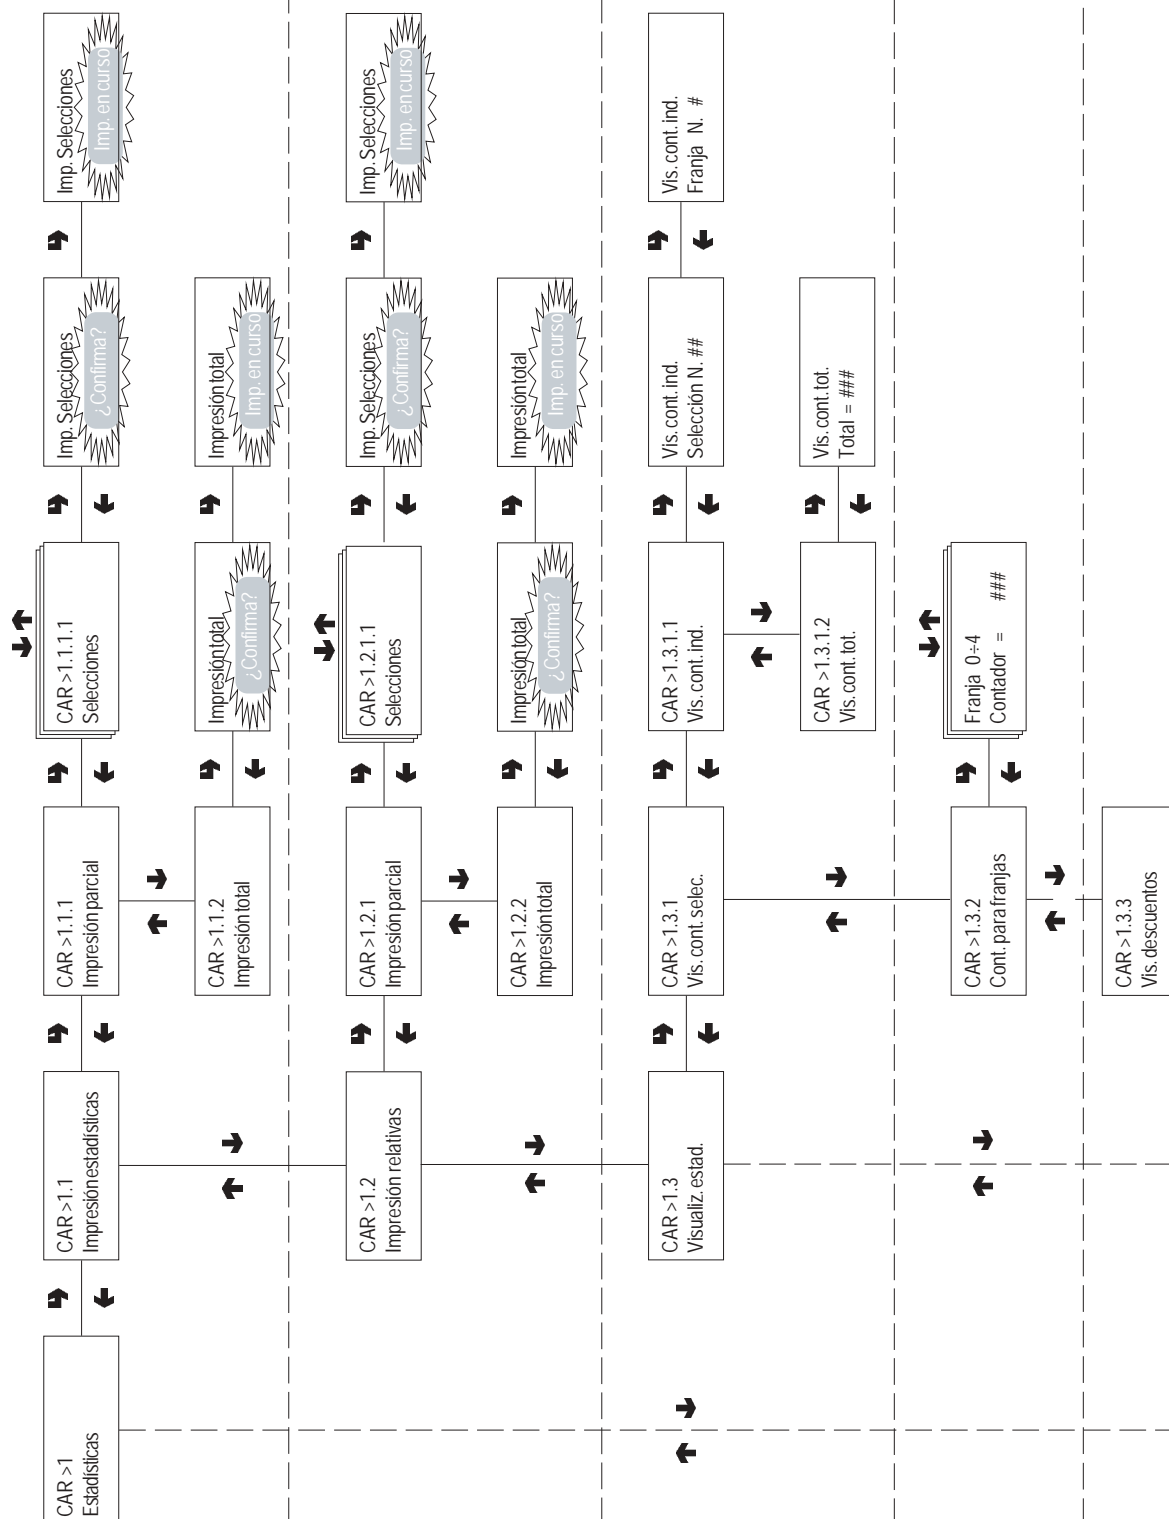 CAR >1
Estadísticas
CAR >1.1
Impresión estadísticas
CAR >1.1.1
Impresión parcial
CAR >1.1.1.1
Selecciones
Imp. Selecciones
¿Confirma?
Imp. Selecciones
Imp. en curso
CAR >1.1.2
Impresión total
Impresión total
¿Confirma?
Impresión total
Imp. en curso
CAR >1.2
Impresión relativas
CAR >1.2.1
Impresión parcial
CAR >1.2.1.1
Selecciones
Imp. Selecciones
¿Confirma?
Imp. Selecciones
Imp. en curso
CAR >1.2.2
Impresión total
Impresión total
¿Confirma?
Impresión total
Imp. en curso
CAR >1.3
Visualiz. estad.
CAR >1.3.1
Vis. cont. selec.
CAR >1.3.1.1
Vis. cont. ind.
Vis. cont. ind.
Selección N. ##
Vis. cont. ind.
Franja N. #
CAR >1.3.1.2
Vis. cont. tot.
Vis. cont. tot.
Total = ###
CAR >1.3.2
Cont. para franjas
Franja 0÷4
Contador = ###
CAR >1.3.3
Vis. descuentos